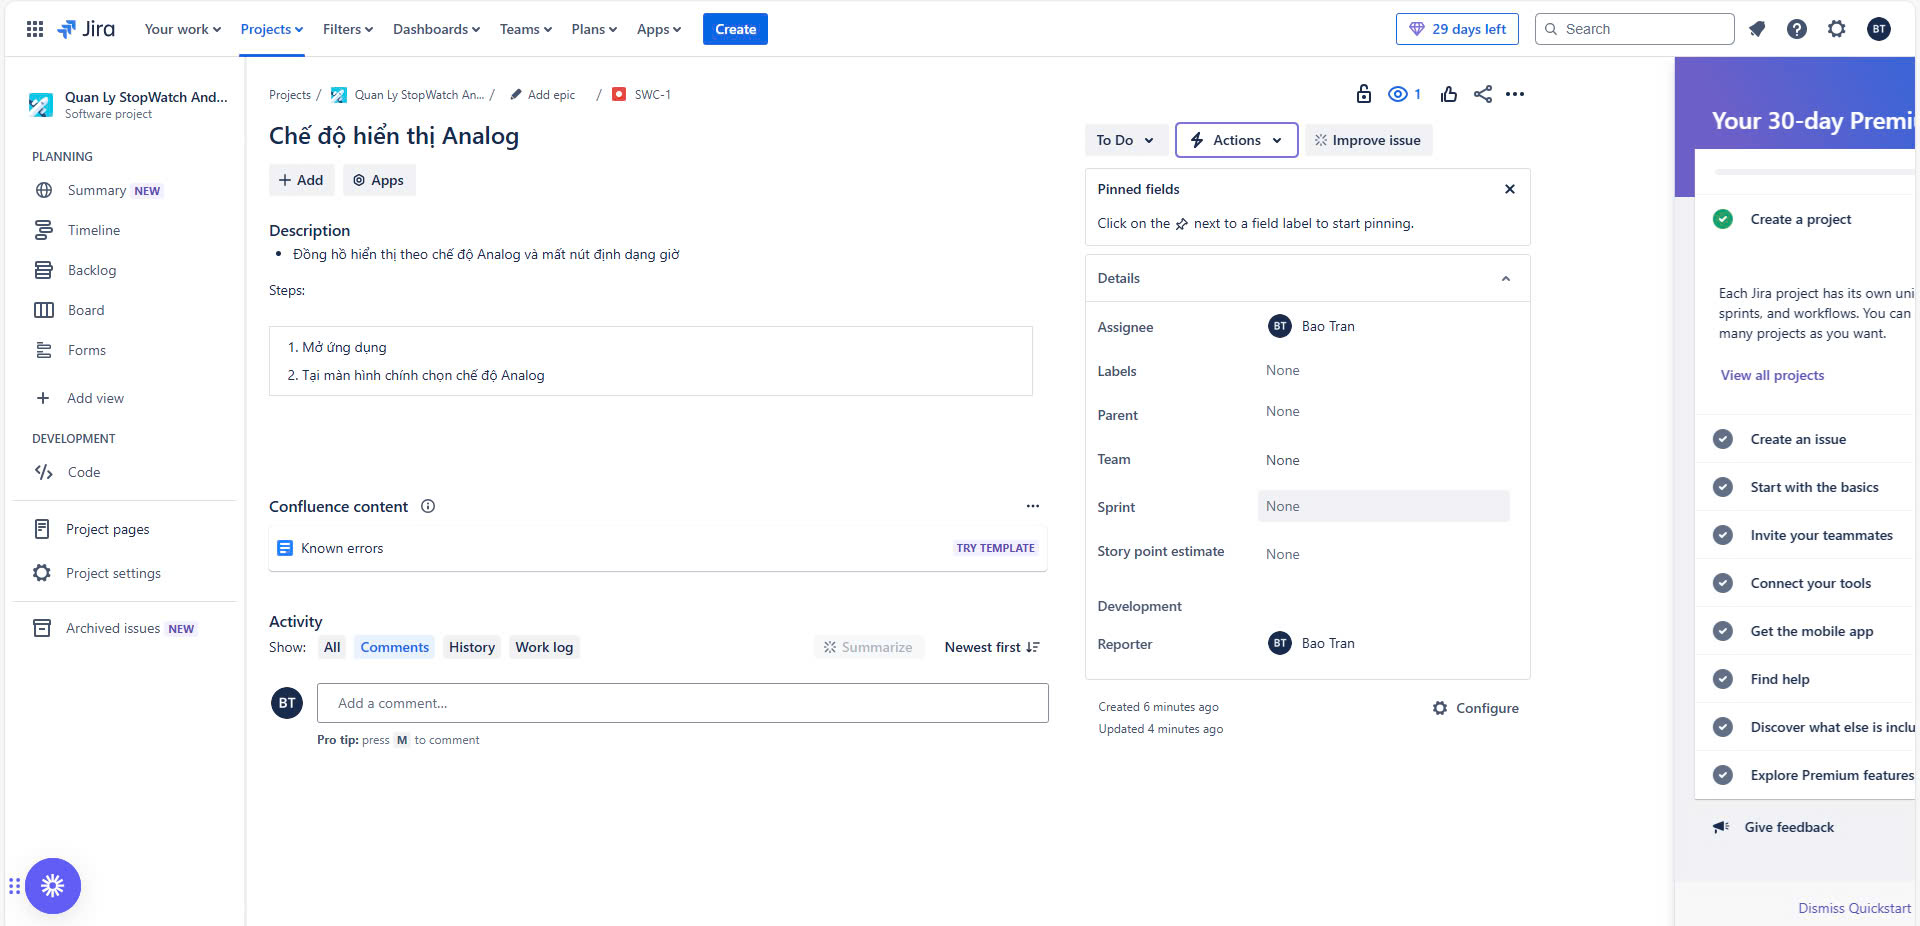 Jira
Your work
Projects
Filters
Dashboards
Teams
Plans
Apps
Create
29 days left
Search
BT
Quan Ly StopWatch And...
Software project
PLANNING
Summary NEW
Timeline
Backlog
Board
Forms
Add view
DEVELOPMENT
Code
Project pages
Project settings
Archived issues NEW
Projects / Quan Ly StopWatch An... / Add epic / SWC-1
Chế độ hiển thị Analog
+ Add
Apps
Description
• Đồng hồ hiển thị theo chế độ Analog và mất nút định dạng giờ
Steps:
1. Mở ứng dụng
2. Tại màn hình chính chọn chế độ Analog
Confluence content
Known errors TRY TEMPLATE
Activity
Show: All Comments History Work log Summarize Newest first
BT Add a comment...
Pro tip: press M to comment
1
To Do
Actions
Improve issue
Pinned fields
Click on the next to a field label to start pinning.
Details
Assignee BT Bao Tran
Labels None
Parent None
Team None
Sprint None
Story point estimate None
Development
Reporter BT Bao Tran
Created 6 minutes ago
Configure
Updated 4 minutes ago
Your 30-day Premiu
Create a project
Each Jira project has its own uni
sprints, and workflows. You can
many projects as you want.
View all projects
Create an issue
Start with the basics
Invite your teammates
Connect your tools
Get the mobile app
Find help
Discover what else is inclu
Explore Premium features
Give feedback
Dismiss Quickstart